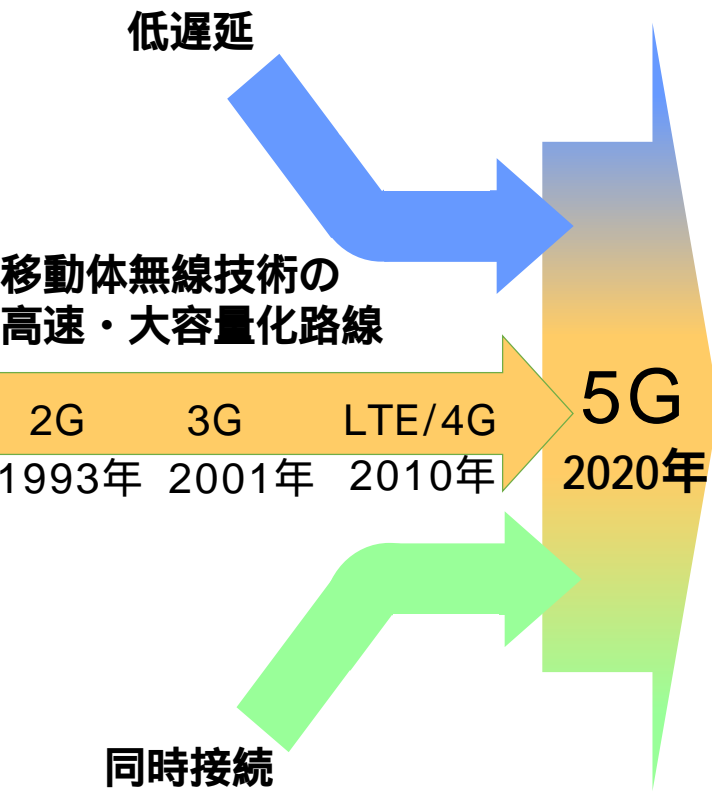 低遅延
移動体無線技術の
高速・大容量化路線
2G 3G LTE/4G
1993年 2001年 2010年
5G
2020年
同時接続